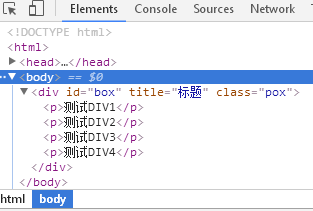 Elements Console Sources
<!DOCTYPE html>
<html>
<head>…</head>
<body> == $0
<div id="box" title="标题" class="pox">
<p>测试DIV1</p>
<p>测试DIV2</p>
<p>测试DIV3</p>
<p>测试DIV4</p>
</div>
</body>
html body